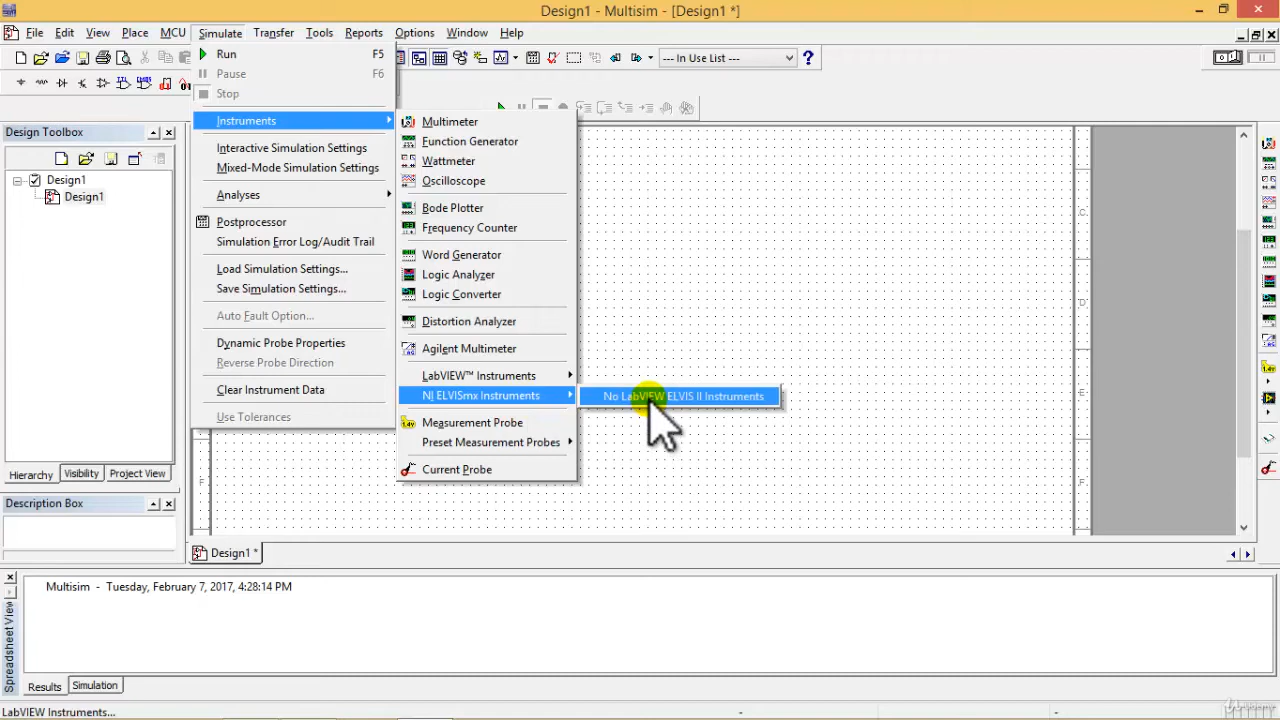 Design1 - Multisim - [Design1 *]
File Edit View Place MCU Simulate Transfer Tools Reports Options Window Help
Run F5
--- In Use List ---
Pause F6
Stop
Instruments
Multimeter
Design Toolbox
Function Generator
Interactive Simulation Settings
Wattmeter
Mixed-Mode Simulation Settings
Design1
Oscilloscope
Analyses
Design1
Bode Plotter
Postprocessor
Frequency Counter
Simulation Error Log/Audit Trail
Word Generator
Load Simulation Settings...
Logic Analyzer
Save Simulation Settings...
Logic Converter
Auto Fault Option...
Distortion Analyzer
Dynamic Probe Properties
Agilent Multimeter
Reverse Probe Direction
LabVIEW™ Instruments
Clear Instrument Data
NI ELVISmx Instruments
No LabVIEW ELVIS II Instruments
Use Tolerances
Measurement Probe
Preset Measurement Probes
Current Probe
C
D
E
F
F
Hierarchy Visibility Project View
Description Box
Design1 *
Multisim - Tuesday, February 7, 2017, 4:28:14 PM
Spreadsheet View
Results Simulation
LabVIEW Instruments...